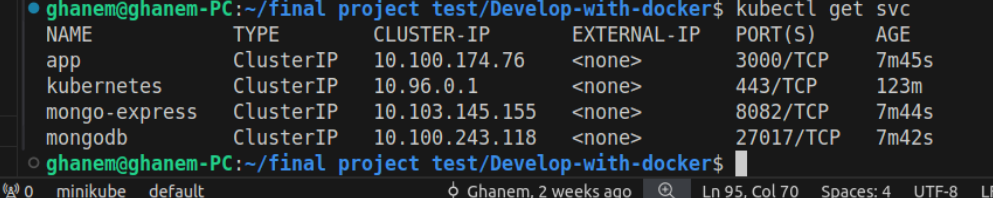 ghanem@ghanem-PC:~/final project test/Develop-with-docker$ kubectl get svc
NAME TYPE CLUSTER-IP EXTERNAL-IP PORT(S) AGE
app ClusterIP 10.100.174.76 <none> 3000/TCP 7m45s
kubernetes ClusterIP 10.96.0.1 <none> 443/TCP 123m
mongo-express ClusterIP 10.103.145.155 <none> 8082/TCP 7m44s
mongodb ClusterIP 10.100.243.118 <none> 27017/TCP 7m42s
ghanem@ghanem-PC:~/final project test/Develop-with-docker$
0 minikube default Ghanem, 2 weeks ago Ln 95, Col 70 Spaces: 4 UTF-8